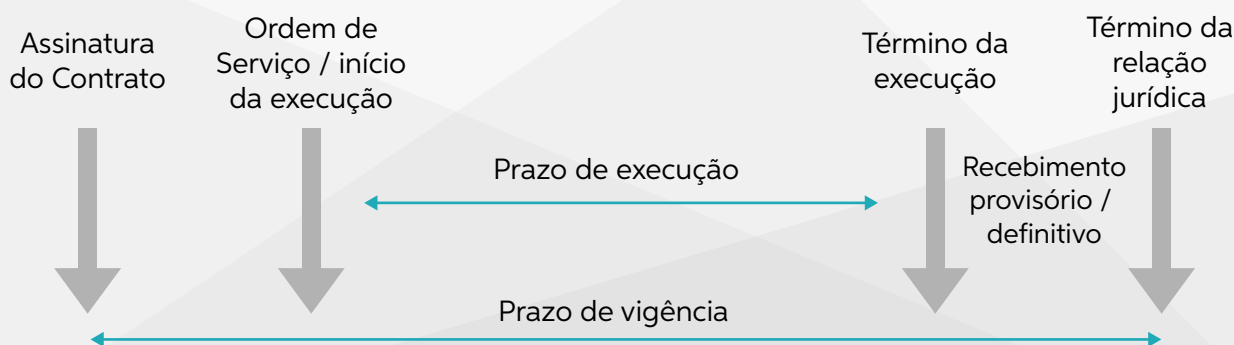 Assinatura
do Contrato
Ordem de
Serviço / início
da execução
Término da
execução
Término da
relação
jurídica
Prazo de execução
Recebimento
provisório /
definitivo
Prazo de vigência